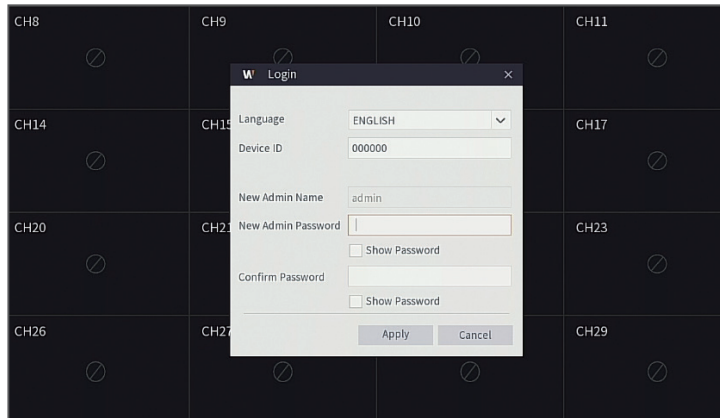 CH8
CH9
CH10
CH11
W Login
Language
ENGLISH
Device ID
000000
CH14
CH15
CH17
New Admin Name
admin
New Admin Password
Show Password
CH20
CH21
CH23
Confirm Password
Show Password
Apply
Cancel
CH26
CH27
CH29